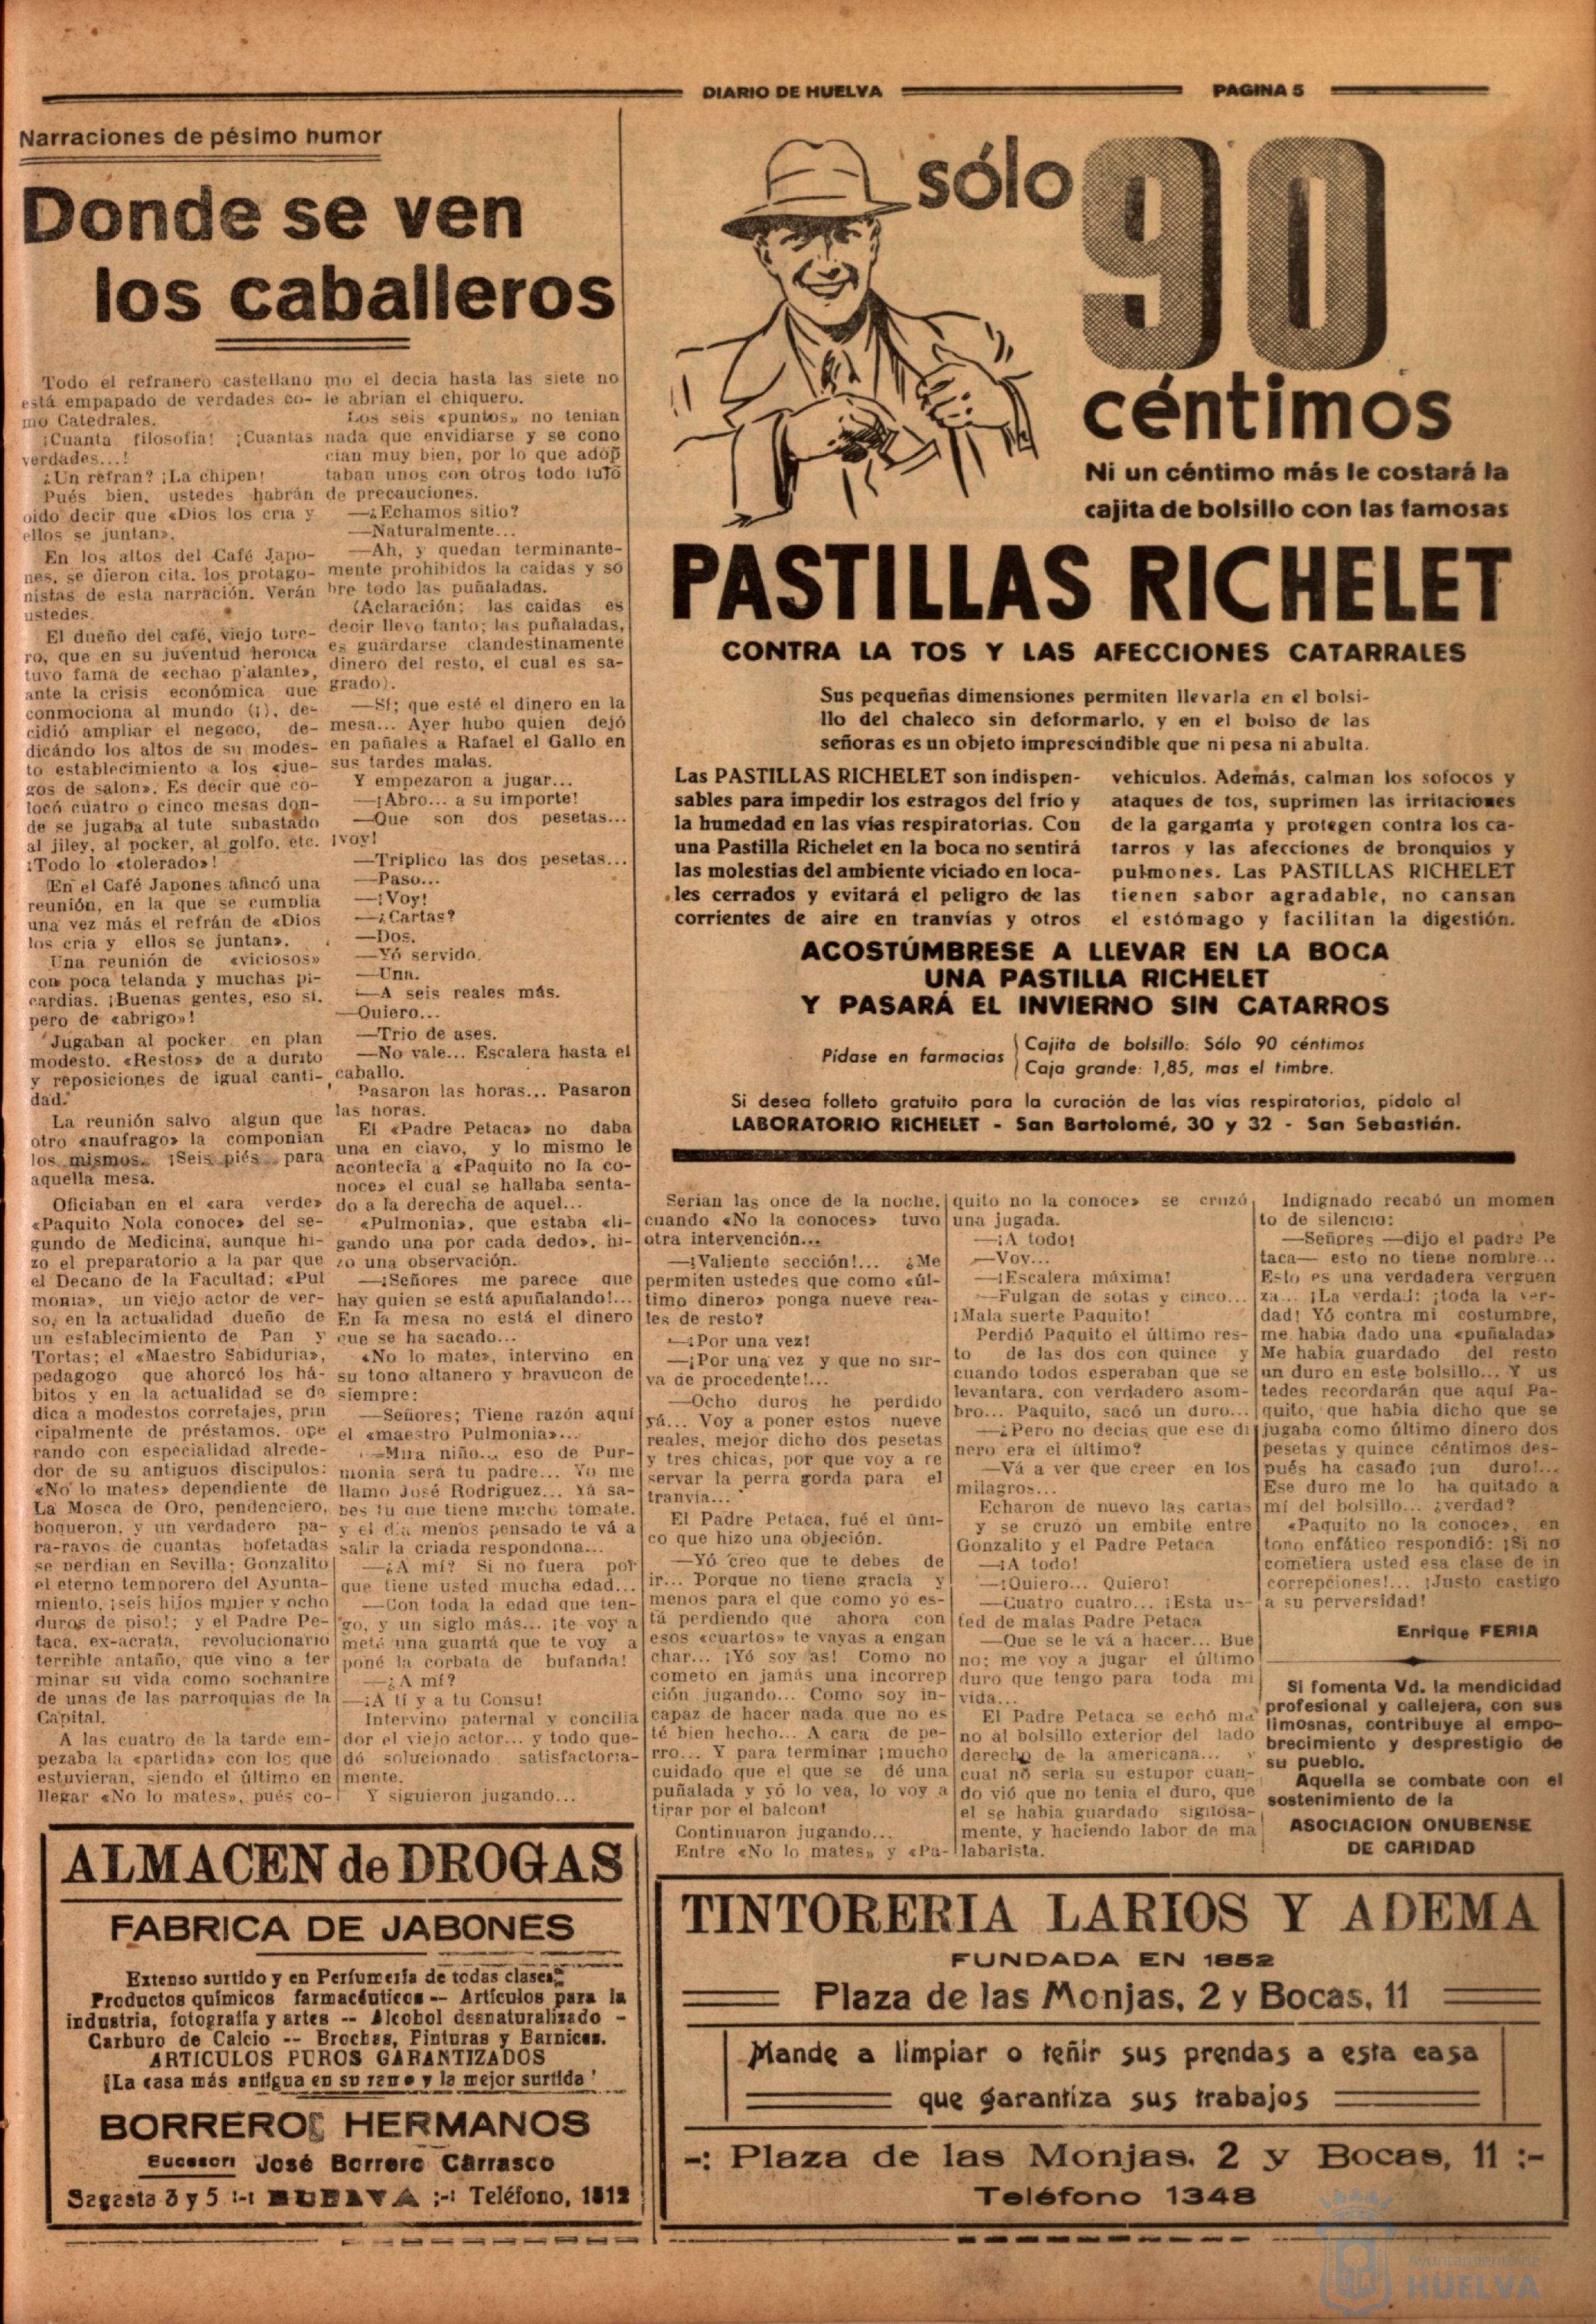 DIARIO DE HUELVA
PAGINA 5
Narraciones de pésimo humor
Donde se ven
los caballeros
Todo el refranero castellano
está empapado de verdades co-
mo Catedrales.
¡Cuanta filosofia! ¡Cuantas
verdades...!
¿Un refran? ¡La chipen!
Pués bien, ustedes habrán
oido decir que «Dios los cria y
ellos se juntan».
En los altos del Café Japo-
nes, se dieron cita, los protago-
nistas de esta narración. Verán
ustedes.
El dueño del café, viejo tore-
ro, que en su juventud heroica
tuvo fama de «echao p'alante»,
ante la crisis económica que
conmociona al mundo (¡), de-
cidió ampliar el negoco, de-
dicándo los altos de su modes-
to establecimiento a los «jue-
gos de salon». Es decir que co-
locó cuatro o cinco mesas don-
de se jugaba al tute subastado
al jiley, al pocker, al golfo, etc.
¡Todo lo «tolerado»!
En el Café Japones afincó una
reunión, en la que se cumplia
una vez más el refrán de «Dios
los cria y ellos se juntan».
Una reunión de «viciosos»
con poca telanda y muchas pi-
cardias. ¡Buenas gentes, eso si,
pero de «abrigo»!
Jugaban al pocker en plan
modesto. «Restos» de a durito
y reposiciones de igual canti-
dad.
La reunión salvo algun que
otro «naufrago» la componian
los mismos. ¡Seis piés para
aquella mesa.
Oficiaban en el «ara verde»
«Paquito Nola conoce» del se-
gundo de Medicina, aunque hi-
zo el preparatorio a la par que
el Decano de la Facultad; «Pul
monia», un viejo actor de ver-
so, en la actualidad dueño de
un establecimiento de Pan y
Tortas; el «Maestro Sabiduria»,
pedagogo que ahorcó los há-
bitos y en la actualidad se de
dica a modestos corretajes, prin
cipalmente de préstamos, ope
rando con especialidad alrede-
dor de su antiguos discipulos;
«No lo mates» dependiente de
La Mosca de Oro, pendenciero,
boqueron, y un verdadero pa-
ra-rayos de cuantas bofetadas
se perdian en Sevilla; Gonzalito
el eterno temporero del Ayunta-
miento, ¡seis hijos mujer y ocho
duros de piso!; y el Padre Pe-
taca, ex-acrata, revolucionario
terrible antaño, que vino a ter
minar su vida como sochantre
de unas de las parroquias de la
Capital.
A las cuatro de la tarde em-
pezaba la «partida» con los que
estuvieran, siendo el último en
llegar «No lo mates», pués co-
mo el decia hasta las siete no
le abrian el chiquero.
Los seis «puntos» no tenian
nada que envidiarse y se cono
cian muy bien, por lo que adop
taban unos con otros todo lujo
de precauciones.
—¿Echamos sitio?
—Naturalmente...
—Ah, y quedan terminante-
mente prohibidos la caidas y so
bre todo las puñaladas.
(Aclaración; las caidas es
decir llevo tanto; las puñaladas,
es guardarse clandestinamente
dinero del resto, el cual es sa-
grado).
—Sí; que esté el dinero en la
mesa... Ayer hubo quien dejó
en pañales a Rafael el Gallo en
sus tardes malas.
Y empezaron a jugar...
—¡Abro... a su importe!
—Que son dos pesetas...
¡voy!
—Triplico las dos pesetas...
—Paso...
—¡Voy!
—¿Cartas?
—Dos.
—Yó servido.
—Una.
—A seis reales más.
—Quiero...
—Trio de ases.
—No vale... Escalera hasta el
caballo.
Pasaron las horas... Pasaron
las horas.
El «Padre Petaca» no daba
una en clavo, y lo mismo le
acontecia a «Paquito no la co-
noce» el cual se hallaba senta-
do a la derecha de aquel...
«Pulmonia», que estaba «li-
gando una por cada dedo», hi-
zo una observación.
—¡Señores me parece que
hay quien se está apuñalando!...
En la mesa no está el dinero
que se ha sacado...
«No lo mate», intervino en
su tono altanero y bravucon de
siempre:
—Señores; Tiene razón aquí
el «maestro Pulmonia»...
—Mira niño... eso de Pur-
monia será tu padre... Yo me
llamo José Rodriguez... Yá sa-
bes tu que tiene mucho tomate.
y el día menos pensado te vá a
salir la criada respondona...
—¿A mí? Si no fuera por
que tiene usted mucha edad...
—Con toda la edad que ten-
go, y un siglo más... ¡te voy a
meté una guantá que te voy a
poné la corbata de bufanda!
—¿A mí?
—¡A tí y a tu Consu!
Intervino paternal y concilia
dor el viejo actor... y todo que-
dó solucionado satisfactoria-
mente.
Y siguieron jugando...
sólo 90
céntimos
Ni un céntimo más le costará la
cajita de bolsillo con las famosas
PASTILLAS RICHELET
CONTRA LA TOS Y LAS AFECCIONES CATARRALES
Sus pequeñas dimensiones permiten llevarla en el bolsi-
llo del chaleco sin deformarlo, y en el bolso de las
señoras es un objeto imprescindible que ni pesa ni abulta.
Las PASTILLAS RICHELET son indispen-
sables para impedir los estragos del frío y
la humedad en las vías respiratorias. Con
una Pastilla Richelet en la boca no sentirá
las molestias del ambiente viciado en loca-
les cerrados y evitará el peligro de las
corrientes de aire en tranvías y otros
vehículos. Además, calman los sofocos y
ataques de tos, suprimen las irritaciones
de la garganta y protegen contra los ca-
tarros y las afecciones de bronquios y
pulmones. Las PASTILLAS RICHELET
tienen sabor agradable, no cansan
el estómago y facilitan la digestión.
ACOSTÚMBRESE A LLEVAR EN LA BOCA
UNA PASTILLA RICHELET
Y PASARÁ EL INVIERNO SIN CATARROS
Pídase en farmacias
Cajita de bolsillo: Sólo 90 céntimos
Caja grande: 1,85, mas el timbre.
Si desea folleto gratuito para la curación de las vías respiratorias, pídalo al
LABORATORIO RICHELET - San Bartolomé, 30 y 32 - San Sebastián.
Serian las once de la noche,
cuando «No la conoces» tuvo
otra intervención...
—¡Valiente sección!... ¿Me
permiten ustedes que como «úl-
timo dinero» ponga nueve rea-
les de resto?
—¡Por una vez!
—¡Por una vez y que no sir-
va de procedente!...
—Ocho duros he perdido
yá... Voy a poner estos nueve
reales, mejor dicho dos pesetas
y tres chicas, por que voy a re
servar la perra gorda para el
tranvia...
El Padre Petaca, fué el úni-
co que hizo una objeción.
—Yó creo que te debes de
ir... Porque no tiene gracia y
menos para el que como yó es-
tá perdiendo que ahora con
esos «cuartos» te vayas a engan
char... ¡Yó soy as! Como no
cometo en jamás una incorrep
ción jugando... Como soy in-
capaz de hacer nada que no es
té bien hecho... A cara de pe-
rro... Y para terminar ¡mucho
cuidado que el que se dé una
puñalada y yó lo vea, lo voy a
tirar por el balcon!
Continuaron jugando...
Entre «No lo mates» y «Pa-
quito no la conoce» se cruzó
una jugada.
—¡A todo!
—Voy...
—¡Escalera máxima!
—Fulgan de sotas y cinco...
¡Mala suerte Paquito!
Perdió Paquito el último res-
to de las dos con quince y
cuando todos esperaban que se
levantara, con verdadero asom-
bro... Paquito, sacó un duro...
—¿Pero no decias que ese di
nero era el último?
—Vá a ver que creer en los
milagros...
Echaron de nuevo las cartas
y se cruzó un embite entre
Gonzalito y el Padre Petaca
—¡A todo!
—¡Quiero... Quiero!
—Cuatro cuatro... ¡Esta us-
ted de malas Padre Petaca
—Que se le vá a hacer... Bue
no; me voy a jugar el último
duro que tengo para toda mi
vida...
El Padre Petaca se echó ma
no al bolsillo exterior del lado
derecho de la americana... y
cual nó seria su estupor cuan-
do vió que no tenia el duro, que
el se habia guardado sigilosa-
mente, y haciendo labor de ma
labarista.
Indignado recabó un momen
to de silencio:
—Señores —dijo el padre Pe
taca— esto no tiene nombre...
Esto es una verdadera verguen
za... ¡La verdad: ¡toda la ver-
dad! Yó contra mi costumbre,
me habia dado una «puñalada»
Me habia guardado del resto
un duro en este bolsillo... Y us
tedes recordarán que aquí Pa-
quito, que habia dicho que se
jugaba como último dinero dos
pesetas y quince céntimos des-
pués ha casado ¡un duro!...
Ese duro me lo ha quitado a
mí del bolsillo... ¿verdad?
«Paquito no la conoce», en
tono enfático respondió: ¡Si no
cometiera usted esa clase de in
correpciones!... ¡Justo castigo
a su perversidad!
Enrique FERIA
Si fomenta Vd. la mendicidad
profesional y callejera, con sus
limosnas, contribuye al empo-
brecimiento y desprestigio de
su pueblo.
Aquella se combate con el
sostenimiento de la
ASOCIACION ONUBENSE
DE CARIDAD
ALMACEN de DROGAS
FABRICA DE JABONES
Extenso surtido y en Perfumería de todas clases
Productos químicos farmacéuticos -- Artículos para la
industria, fotografía y artes -- Alcohol desnaturalizado -
Carburo de Calcio -- Broches, Pinturas y Barnices.
ARTICULOS PUROS GARANTIZADOS
¡La casa más antigua en su ramo y la mejor surtida!
BORRERO HERMANOS
Sucesor: José Borrero Carrasco
Sagasta 3 y 5 :-: HUELVA :-: Teléfono, 1812
TINTORERIA LARIOS Y ADEMA
FUNDADA EN 1852
Plaza de las Monjas, 2 y Bocas, 11
Mande a limpiar o teñir sus prendas a esta casa
que garantiza sus trabajos
-: Plaza de las Monjas, 2 y Bocas, 11 :-
Teléfono 1348
Ayuntamiento de
HUELVA